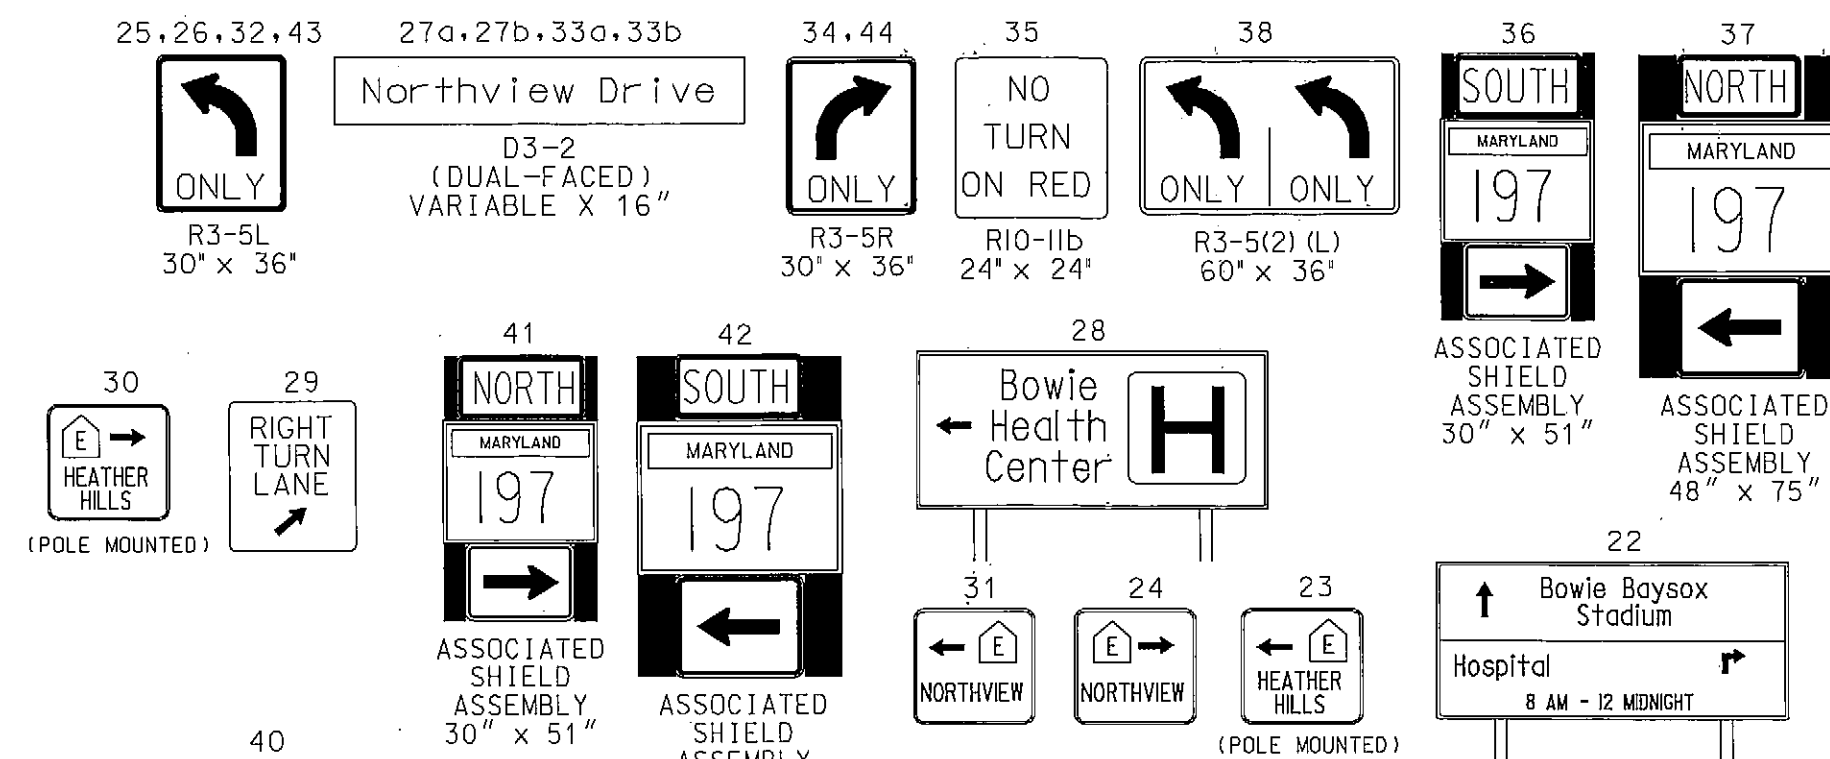 25,26,32,43
ONLY
R3-5L
30" x 36"
27a,27b,33a,33b
Northview Drive
D3-2
(DUAL-FACED)
VARIABLE X 16"
34,44
ONLY
R3-5R
30" x 36"
35
NO
TURN
ON RED
R10-11b
24" x 24"
38
ONLY ONLY
R3-5(2) (L)
60" x 36"
36
SOUTH
MARYLAND
197
ASSOCIATED
SHIELD
ASSEMBLY
30" x 51"
37
NORTH
MARYLAND
197
ASSOCIATED
SHIELD
ASSEMBLY
48" x 75"
30
E
HEATHER
HILLS
(POLE MOUNTED)
29
RIGHT
TURN
LANE
41
NORTH
MARYLAND
197
ASSOCIATED
SHIELD
ASSEMBLY
30" x 51"
42
SOUTH
MARYLAND
197
ASSOCIATED
SHIELD
ASSEMBLY
28
Bowie
Health
Center
H
31
E
NORTHVIEW
24
E
NORTHVIEW
23
E
HEATHER
HILLS
(POLE MOUNTED)
22
Bowie Baysox
Stadium
Hospital
8 AM - 12 MIDNIGHT
40